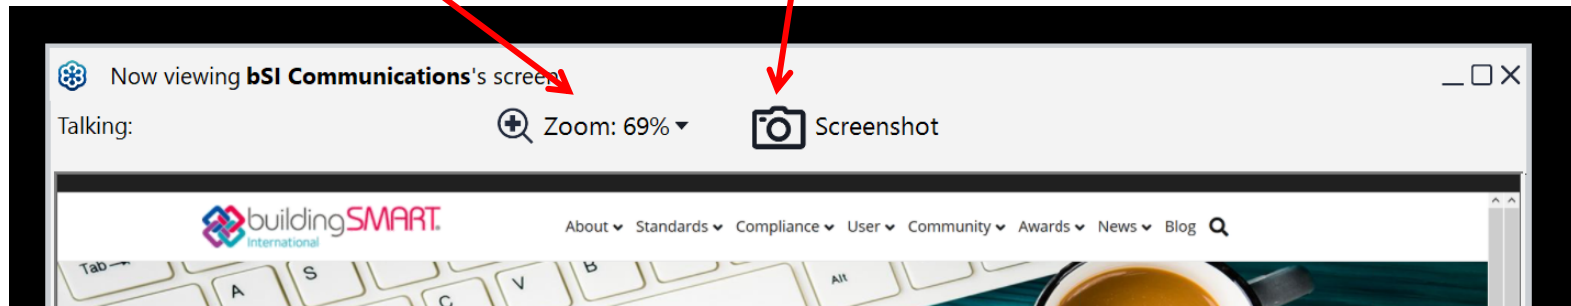 Now viewing bSI Communications's screen
Talking:
Zoom: 69%
Screenshot
buildingSMART.
International
About Standards Compliance User Community Awards News Blog
Tab
A
S
C
V
B
Alt